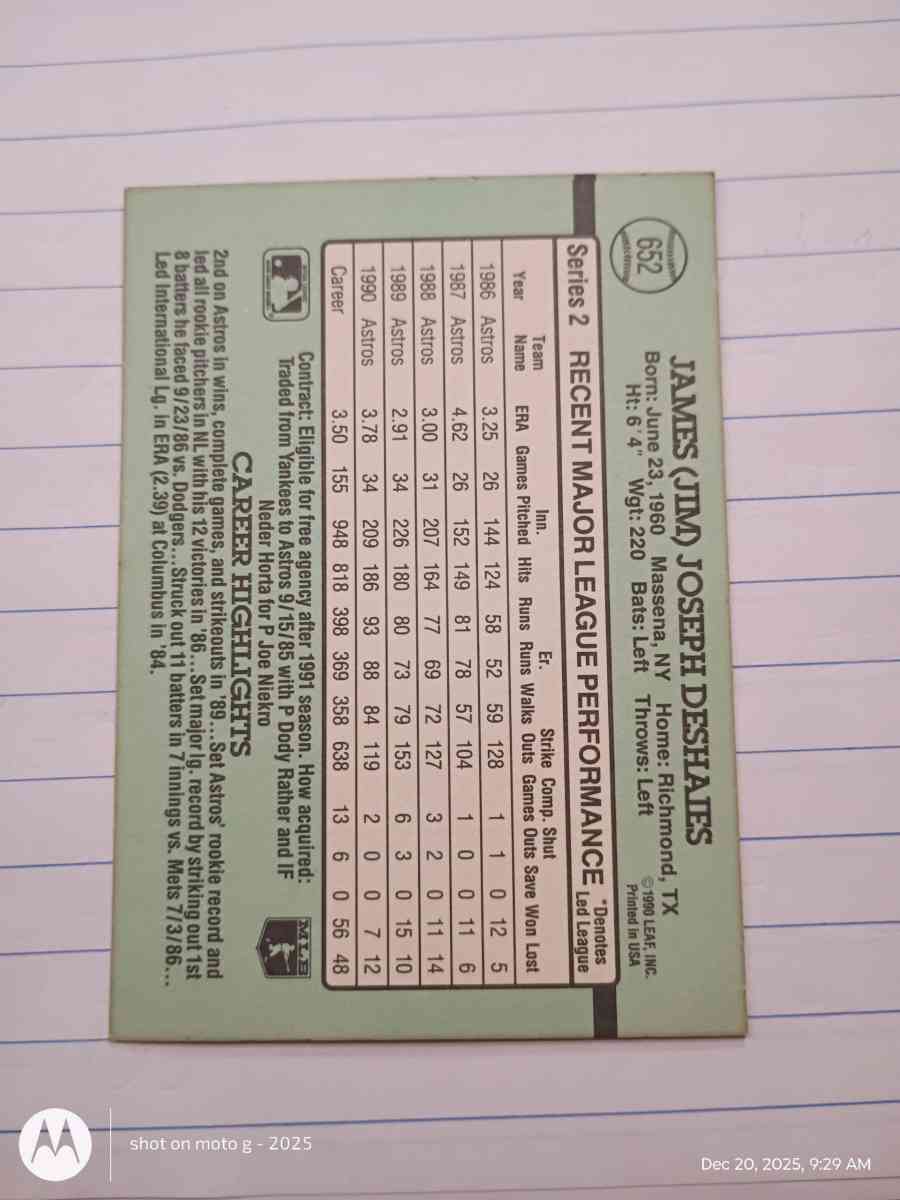 652
JAMES (JIM) JOSEPH DESHAIES
Born: June 23, 1960 Massena, NY Home: Richmond, TX
Ht: 6' 4" Wgt: 220 Bats: Left Throws: Left
©1990 LEAF, INC.
Printed in USA
Series 2 RECENT MAJOR LEAGUE PERFORMANCE *Denotes Led League
Year Team Name ERA Games Inn. Pitched Hits Runs Er. Runs Walks Strike Outs Comp. Games Shut Outs Save Won Lost
1986 Astros 3.25 26 144 124 58 52 59 128 1 1 0 12 5
1987 Astros 4.62 26 152 149 81 78 57 104 1 0 0 11 6
1988 Astros 3.00 31 207 164 77 69 72 127 3 2 0 11 14
1989 Astros 2.91 34 226 180 80 73 79 153 6 3 0 15 10
1990 Astros 3.78 34 209 186 93 88 84 119 2 0 0 7 12
Career 3.50 155 948 818 398 369 358 638 13 6 0 56 48
Contract: Eligible for free agency after 1991 season. How acquired:
Traded from Yankees to Astros 9/15/85 with P Dody Rather and IF
Neder Horta for P Joe Niekro
MLB
CAREER HIGHLIGHTS
2nd on Astros in wins, complete games, and strikeouts in '89...Set Astros' rookie record and
led all rookie pitchers in NL with his 12 victories in '86...Set major lg. record by striking out 1st
8 batters he faced 9/23/86 vs. Dodgers...Struck out 11 batters in 7 innings vs. Mets 7/3/86...
Led International Lg. in ERA (2.39) at Columbus in '84.
shot on moto g - 2025
Dec 20, 2025, 9:29 AM